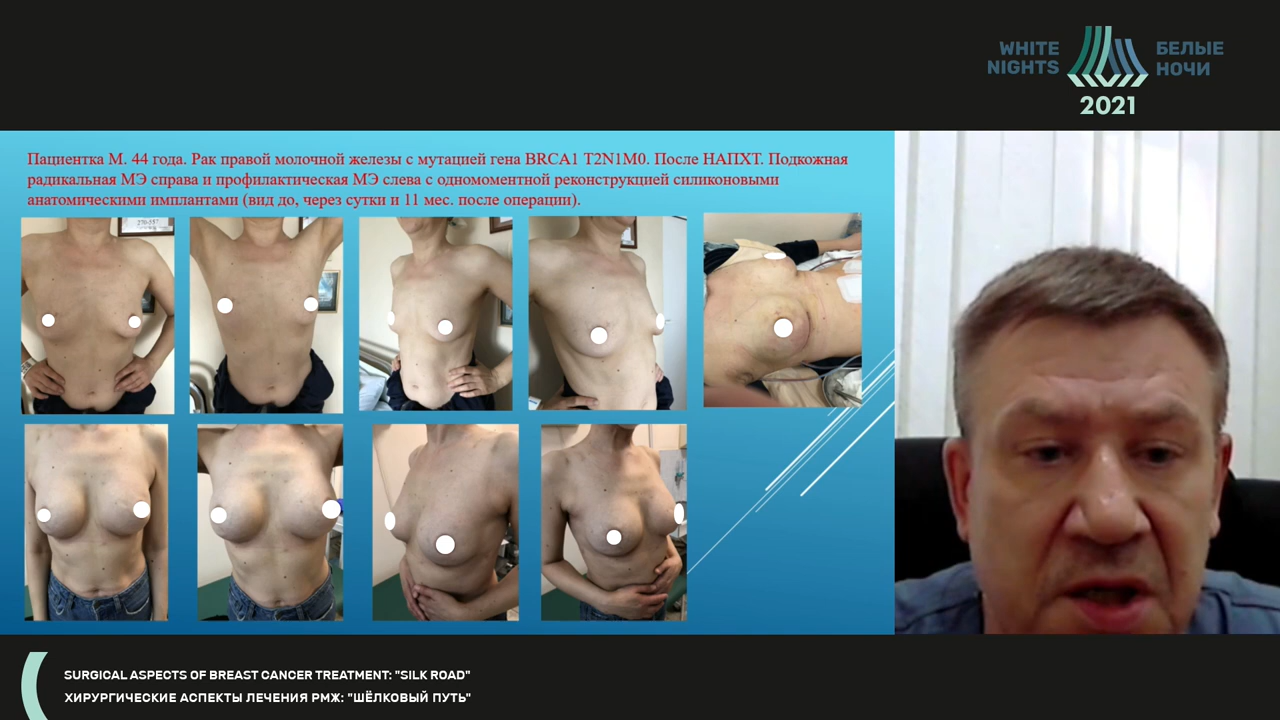 WHITE
NIGHTS
БЕЛЫЕ
НОЧИ
2021
Пациентка М. 44 года. Рак правой молочной железы с мутацией гена BRCA1 T2N1M0. После НАПХТ. Подкожная
радикальная МЭ справа и профилактическая МЭ слева с одномоментной реконструкцией силиконовыми
анатомическими имплантами (вид до, через сутки и 11 мес. после операции).
SURGICAL ASPECTS OF BREAST CANCER TREATMENT: "SILK ROAD"
ХИРУРГИЧЕСКИЕ АСПЕКТЫ ЛЕЧЕНИЯ РМЖ: "ШЁЛКОВЫЙ ПУТЬ"